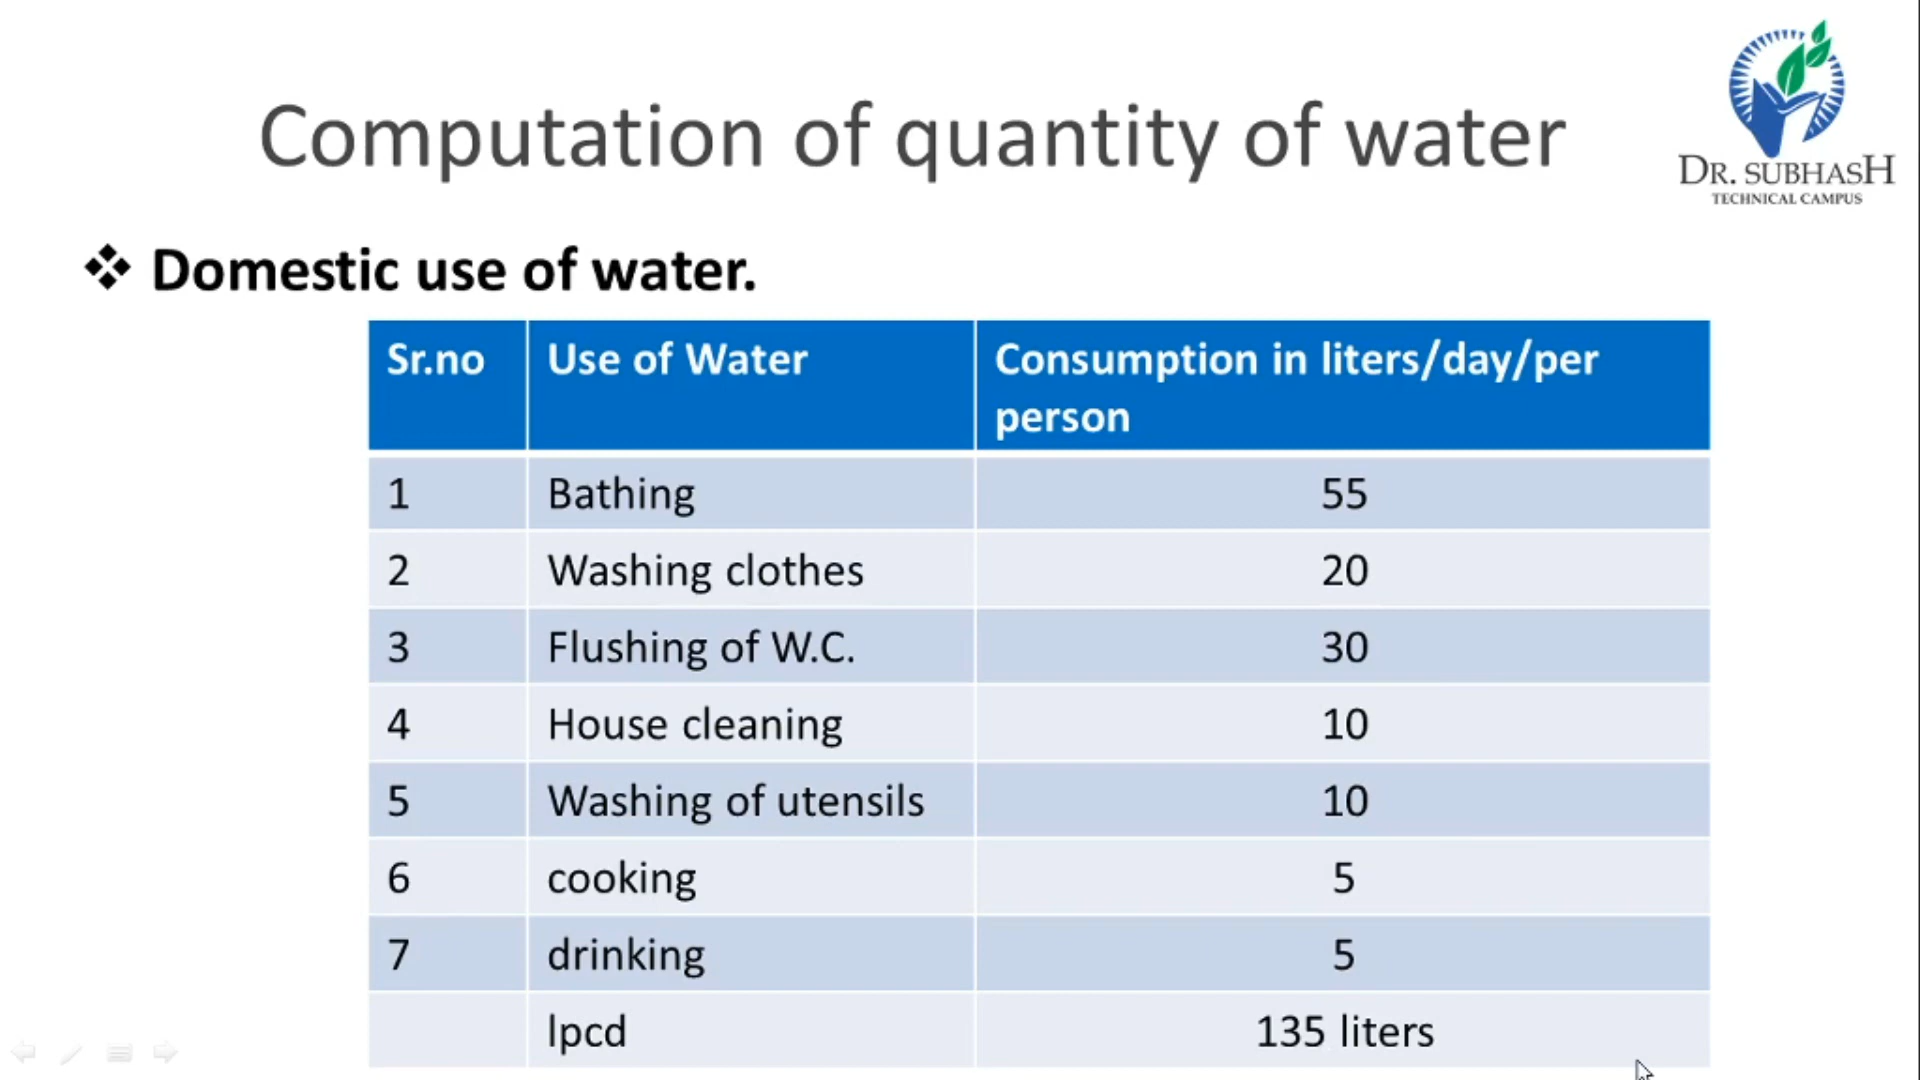 Computation of quantity of water
DR. SUBHASH
TECHNICAL CAMPUS
❖ Domestic use of water.
Sr.no Use of Water Consumption in liters/day/per
person
1 Bathing 55
2 Washing clothes 20
3 Flushing of W.C. 30
4 House cleaning 10
5 Washing of utensils 10
6 cooking 5
7 drinking 5
lpcd 135 liters